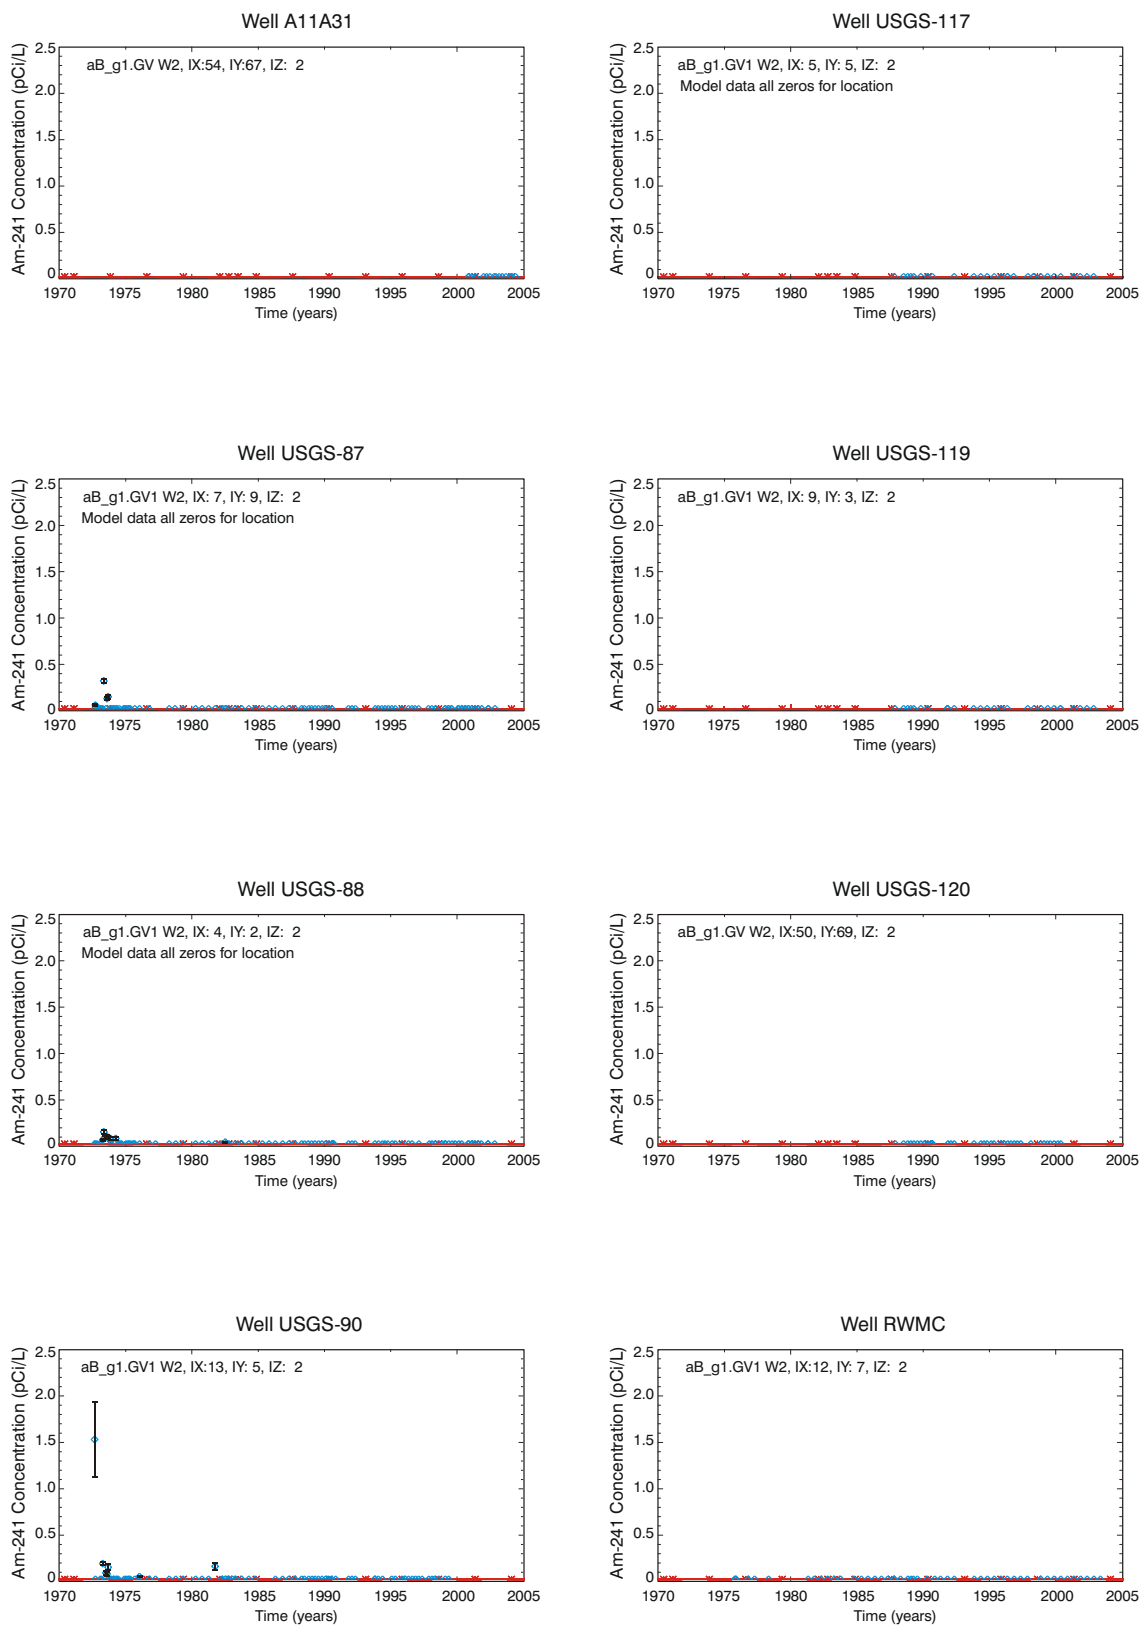 Well A11A31
Am-241 Concentration (pCi/L)
2.5
2.0
1.5
1.0
0.5
0
aB_g1.GV W2, IX:54, IY:67, IZ: 2
1970 1975 1980 1985 1990 1995 2000 2005
Time (years)
Well USGS-117
Am-241 Concentration (pCi/L)
2.5
2.0
1.5
1.0
0.5
0
aB_g1.GV1 W2, IX: 5, IY: 5, IZ: 2
Model data all zeros for location
1970 1975 1980 1985 1990 1995 2000 2005
Time (years)
Well USGS-87
Am-241 Concentration (pCi/L)
2.5
2.0
1.5
1.0
0.5
0
aB_g1.GV1 W2, IX: 7, IY: 9, IZ: 2
Model data all zeros for location
1970 1975 1980 1985 1990 1995 2000 2005
Time (years)
Well USGS-119
Am-241 Concentration (pCi/L)
2.5
2.0
1.5
1.0
0.5
0
aB_g1.GV1 W2, IX: 9, IY: 3, IZ: 2
1970 1975 1980 1985 1990 1995 2000 2005
Time (years)
Well USGS-88
Am-241 Concentration (pCi/L)
2.5
2.0
1.5
1.0
0.5
0
aB_g1.GV1 W2, IX: 4, IY: 2, IZ: 2
Model data all zeros for location
1970 1975 1980 1985 1990 1995 2000 2005
Time (years)
Well USGS-120
Am-241 Concentration (pCi/L)
2.5
2.0
1.5
1.0
0.5
0
aB_g1.GV W2, IX:50, IY:69, IZ: 2
1970 1975 1980 1985 1990 1995 2000 2005
Time (years)
Well USGS-90
Am-241 Concentration (pCi/L)
2.5
2.0
1.5
1.0
0.5
0
aB_g1.GV1 W2, IX:13, IY: 5, IZ: 2
1970 1975 1980 1985 1990 1995 2000 2005
Time (years)
Well RWMC
Am-241 Concentration (pCi/L)
2.5
2.0
1.5
1.0
0.5
0
aB_g1.GV1 W2, IX:12, IY: 7, IZ: 2
1970 1975 1980 1985 1990 1995 2000 2005
Time (years)